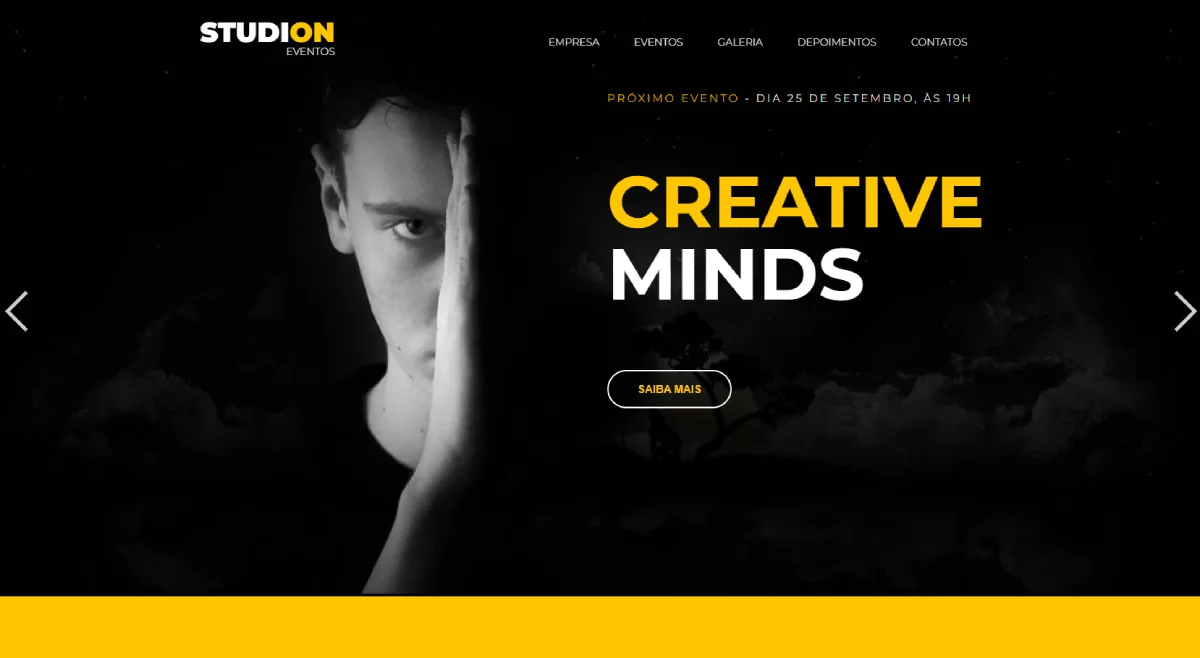 STUDION
EVENTOS
EMPRESA EVENTOS GALERIA DEPOIMENTOS CONTATOS
PRÓXIMO EVENTO - DIA 25 DE SETEMBRO, ÀS 19H
CREATIVE
MINDS
SAIBA MAIS